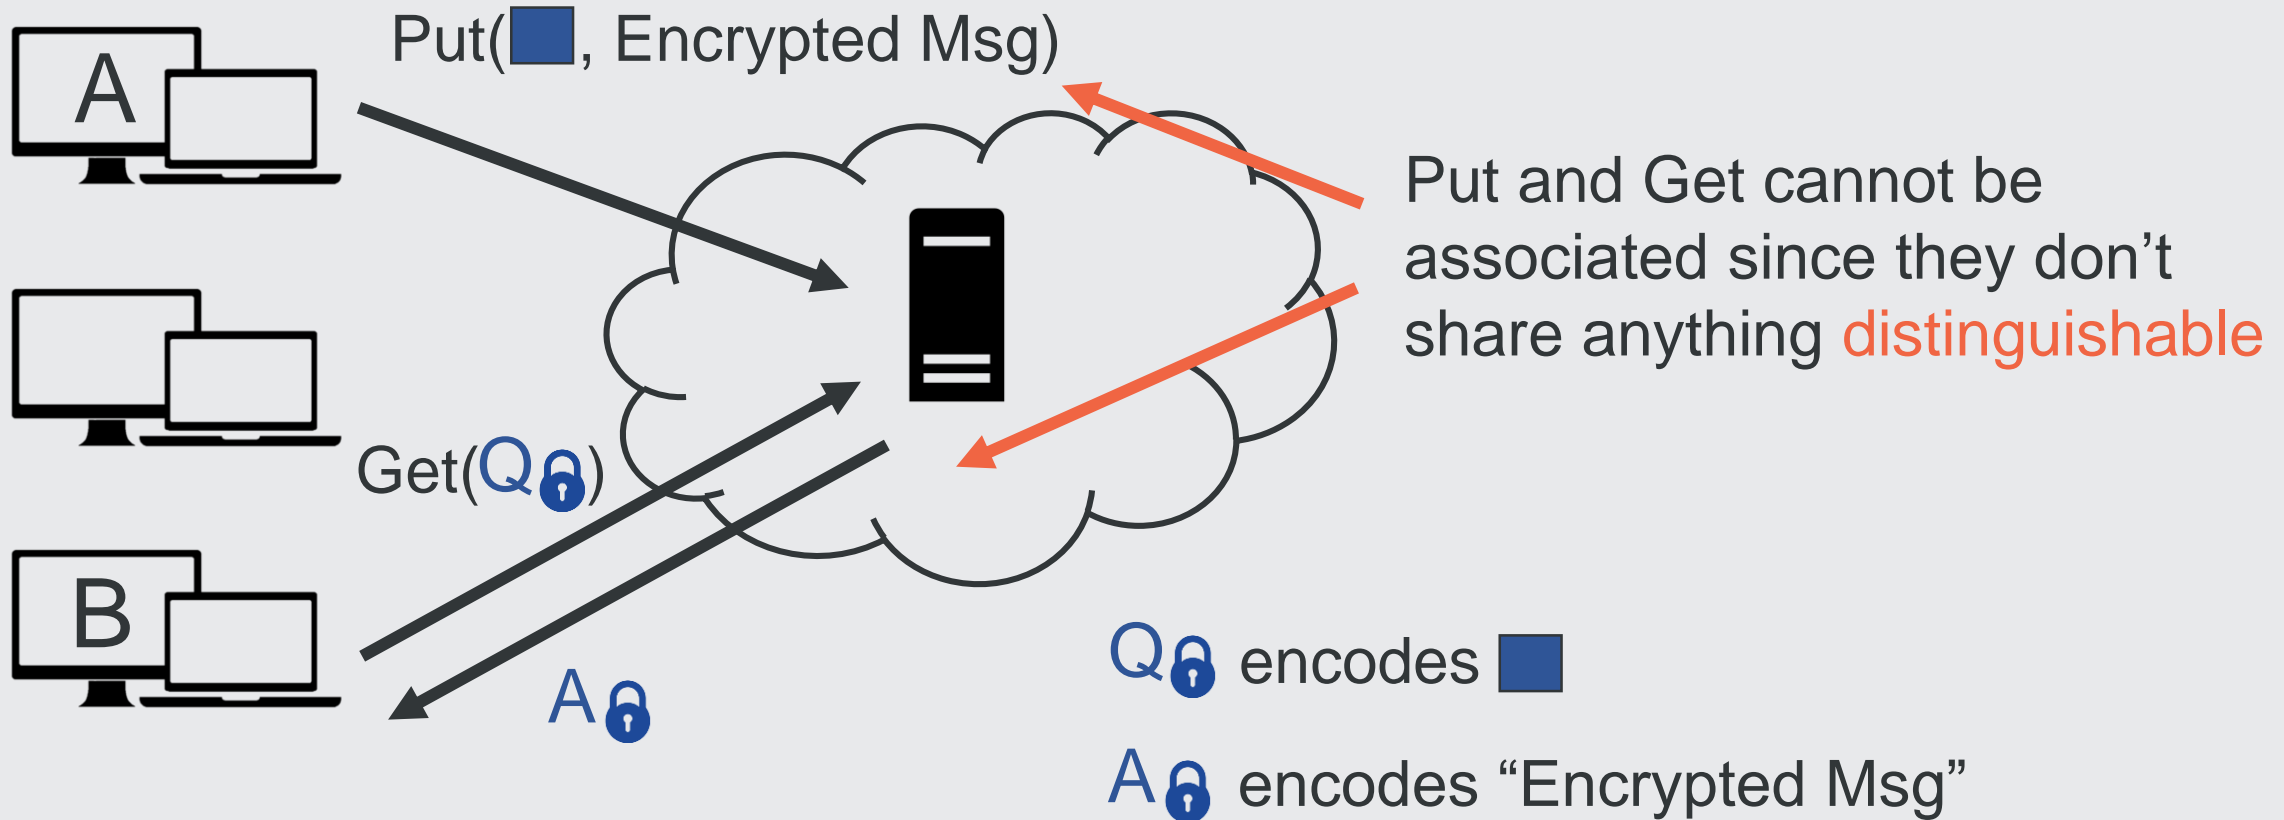 A
Put( , Encrypted Msg)
Put and Get cannot be
associated since they don’t
share anything distinguishable
Get(Q )
B
A
Q encodes
A encodes “Encrypted Msg”